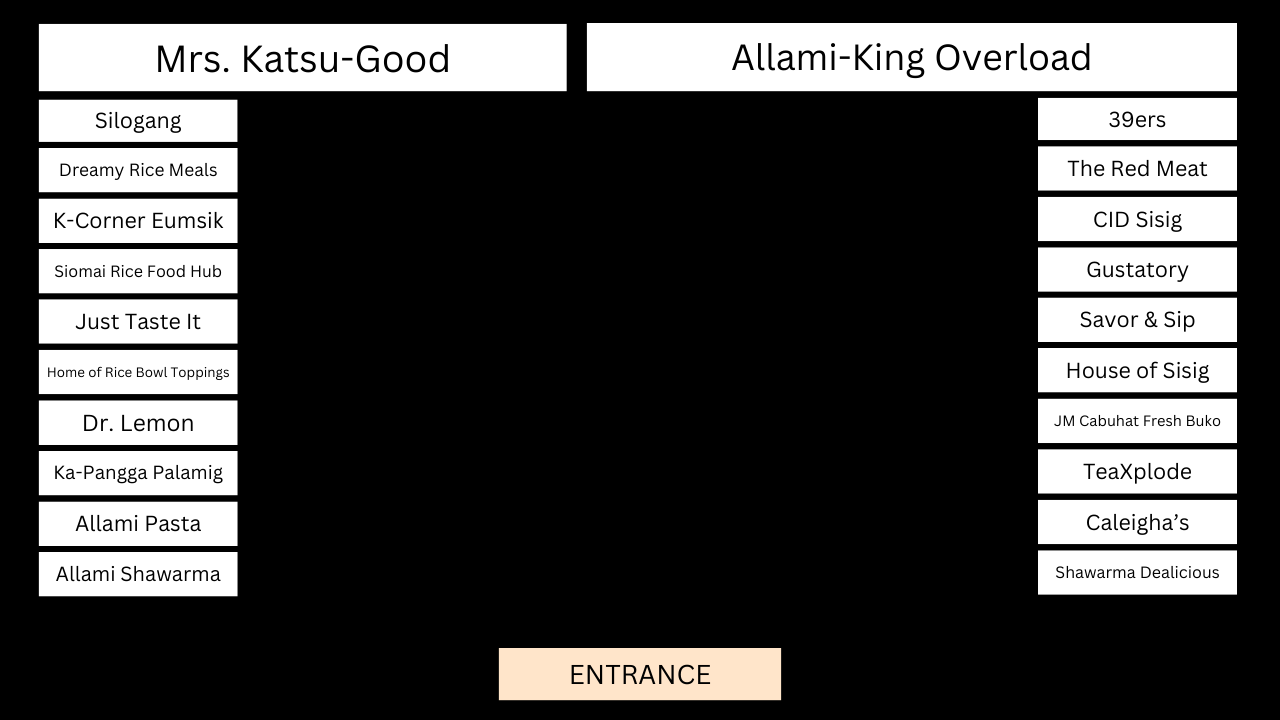 Mrs. Katsu-Good
Allami-King Overload
Silogang
Dreamy Rice Meals
K-Corner Eumsik
Siomai Rice Food Hub
Just Taste It
Home of Rice Bowl Toppings
Dr. Lemon
Ka-Pangga Palamig
Allami Pasta
Allami Shawarma
39ers
The Red Meat
CID Sisig
Gustatory
Savor & Sip
House of Sisig
JM Cabuhat Fresh Buko
TeaXplode
Caleigha’s
Shawarma Dealicious
ENTRANCE